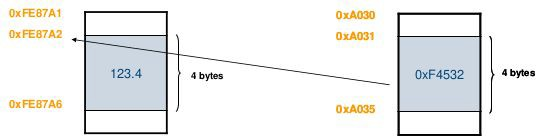 0xFE87A1
0xFE87A2
123.4
4 bytes
0xFE87A6
0xA030
0xA031
0xF4532
4 bytes
0xA035